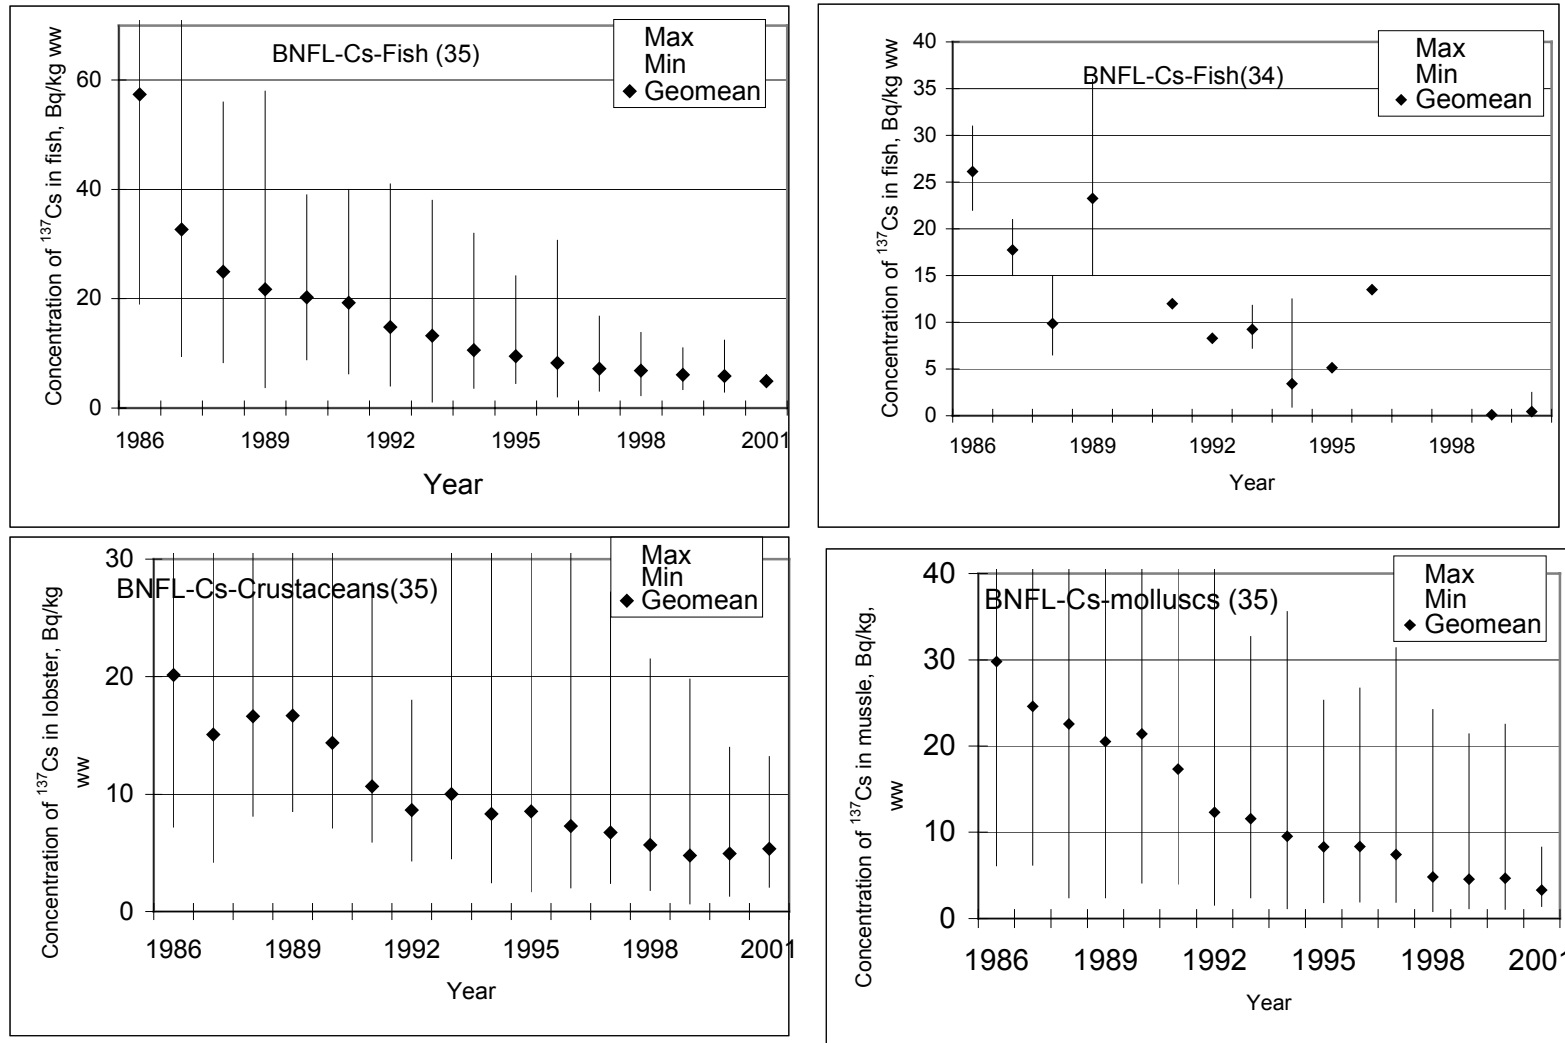 BNFL-Cs-Fish (35)
Max
Min
Geomean
Concentration of ¹³⁷Cs in fish, Bq/kg ww
60
40
20
0
1986 1989 1992 1995 1998 2001
Year
BNFL-Cs-Fish(34)
Max
Min
Geomean
Concentration of ¹³⁷Cs in fish, Bq/kg ww
40
35
30
25
20
15
10
5
0
1986 1989 1992 1995 1998
Year
BNFL-Cs-Crustaceans(35)
Max
Min
Geomean
Concentration of ¹³⁷Cs in lobster, Bq/kg
ww
30
20
10
0
1986 1989 1992 1995 1998 2001
Year
BNFL-Cs-molluscs (35)
Max
Min
Geomean
Concentration of ¹³⁷Cs in mussle, Bq/kg,
ww
40
30
20
10
0
1986 1989 1992 1995 1998 2001
Year